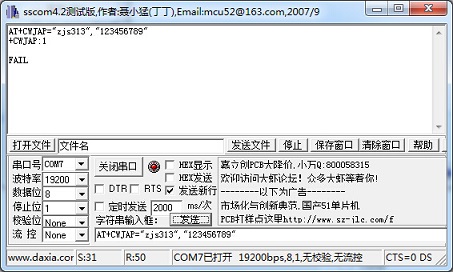 sscom4.2测试版,作者:聂小猛(丁丁),Email:mcu52@163.com,2007/9
AT+CWJAP="zjs313","123456789"
+CWJAP:1
FAIL
打开文件 文件名 发送文件 停止 保存窗口 清除窗口 帮助
串口号 COM7 关闭串口 HEX显示 嘉立创PCB大降价,小万Q:800058315
波特率 19200 DTR RTS HEX发送 欢迎访问大虾论坛！众多大虾等着你!
数据位 8 发送新行 --------以下为广告--------
停止位 1 定时发送 2000 ms/次 市场化与创新典范,国产51单片机
校验位 None 字符串输入框: 发送 PCB打样点这里http://www.sz-jlc.com/f
流 控 None AT+CWJAP="zjs313","123456789"
www.daxia.cor S:31 R:50 COM7已打开 19200bps,8,1,无校验,无流控 CTS=0 DS